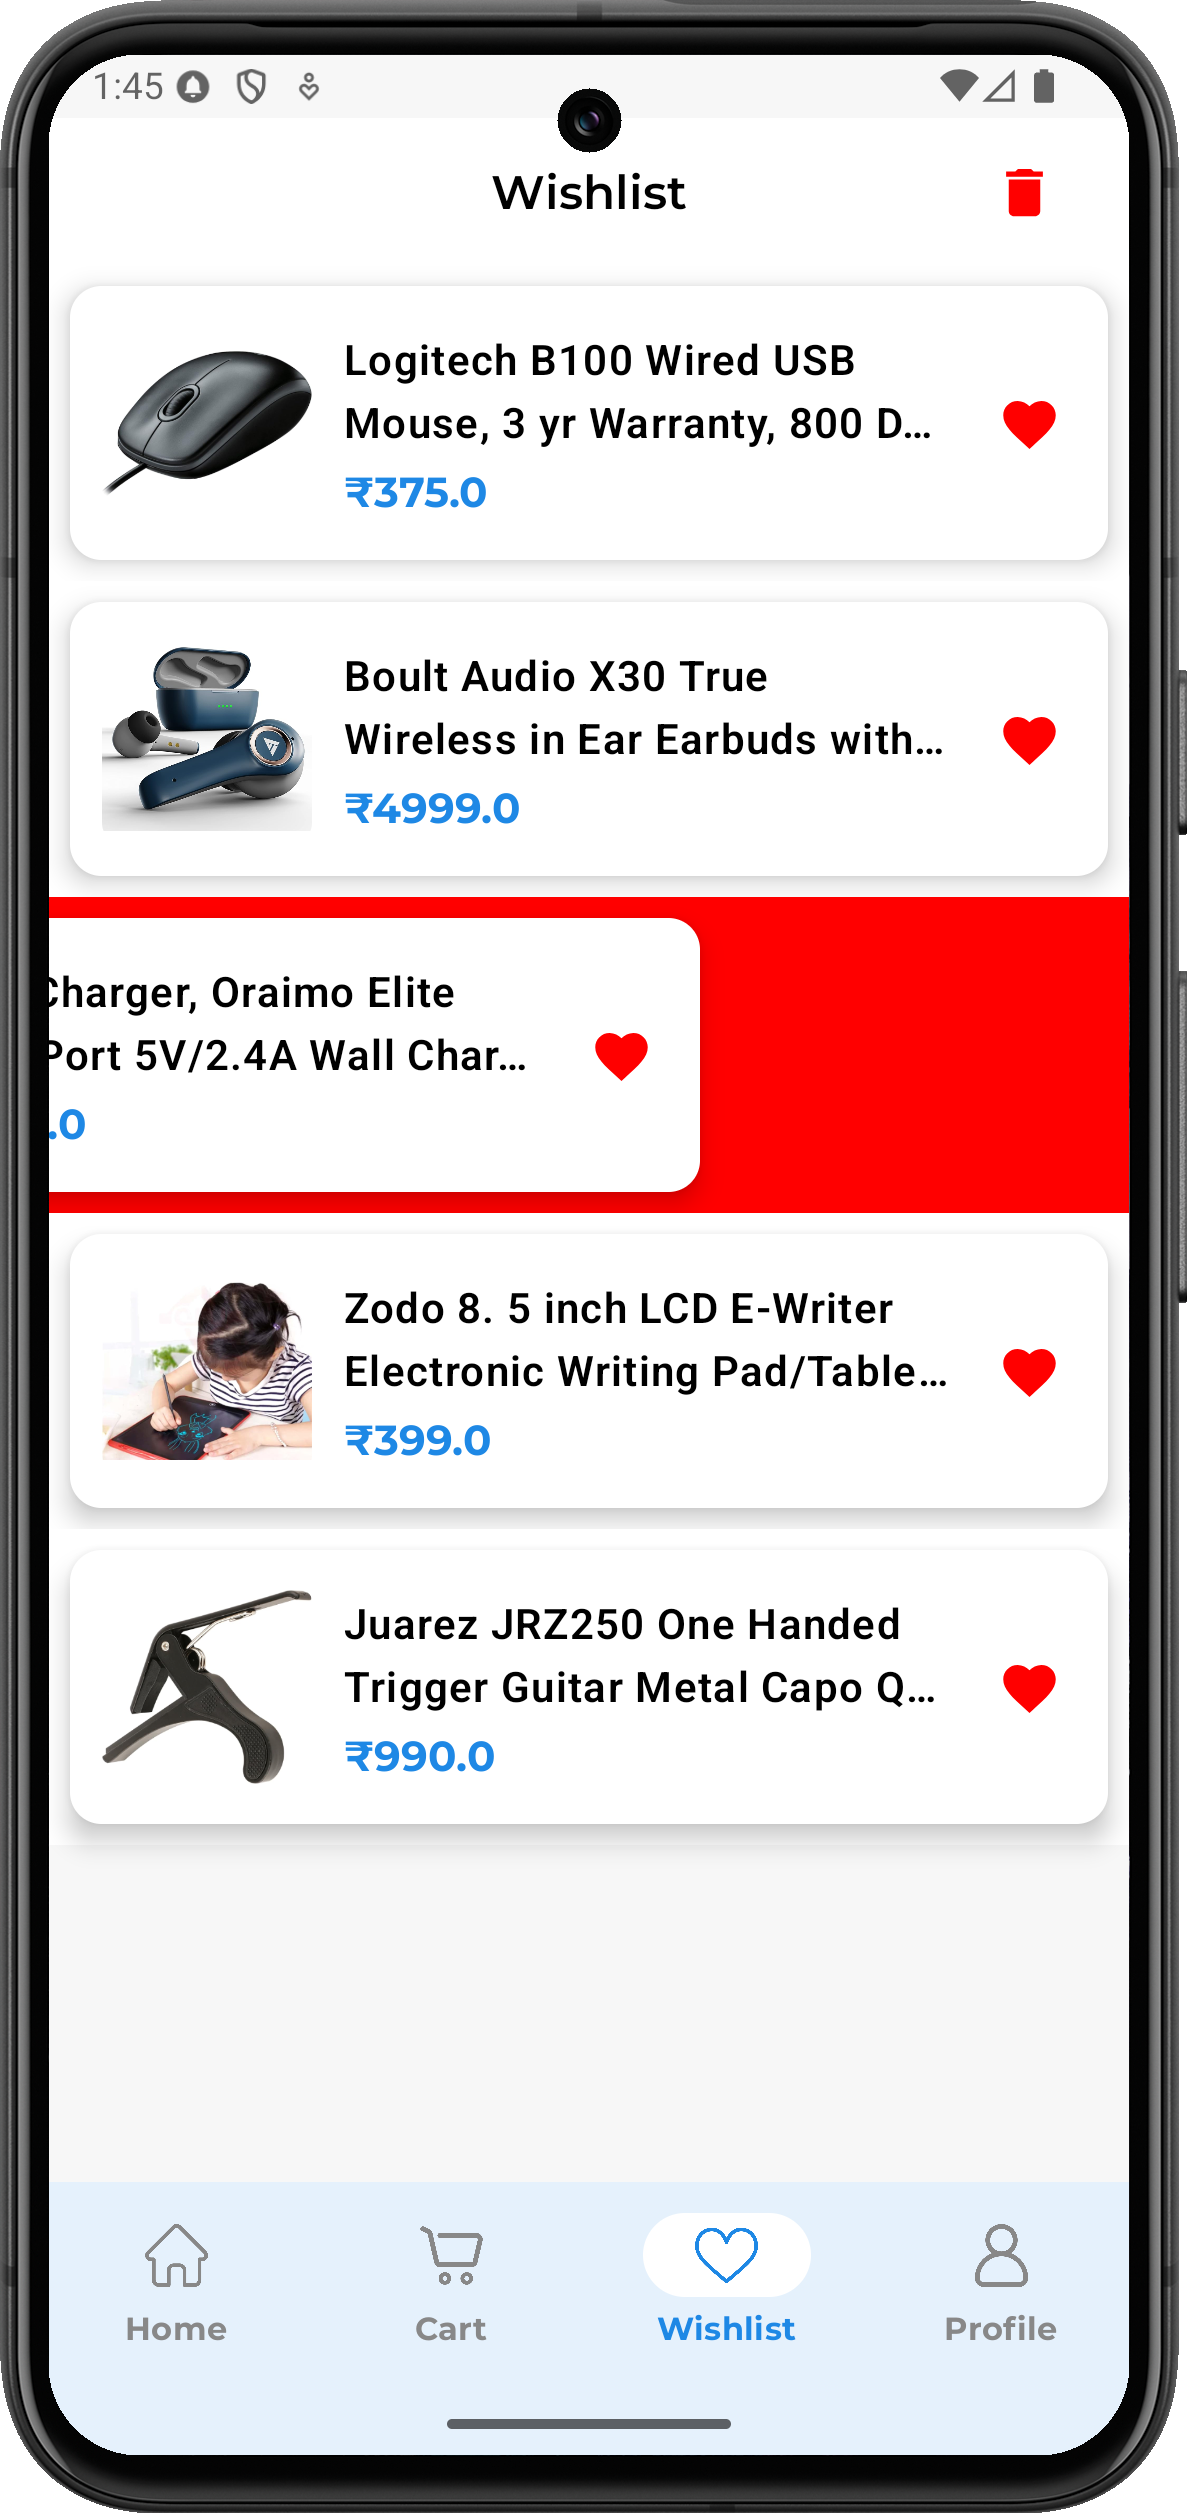 1:45
Wishlist
Logitech B100 Wired USB
Mouse, 3 yr Warranty, 800 D...
₹375.0
Boult Audio X30 True
Wireless in Ear Earbuds with...
₹4999.0
Charger, Oraimo Elite
Port 5V/2.4A Wall Char...
.0
Zodo 8. 5 inch LCD E-Writer
Electronic Writing Pad/Table...
₹399.0
Juarez JRZ250 One Handed
Trigger Guitar Metal Capo Q...
₹990.0
Home
Cart
Wishlist
Profile